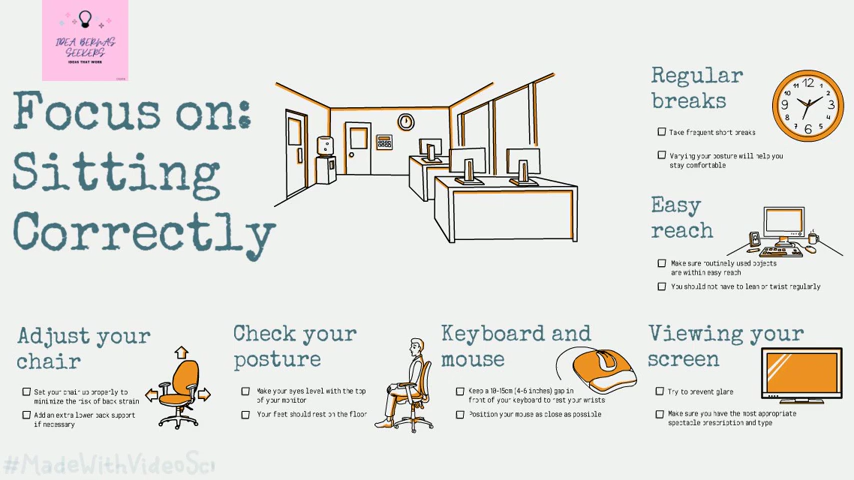 IDEA BERNAS
SEEKERS
IDEAS THAT WORK
Focus on:
Sitting
Correctly
Regular
breaks
Take frequent short breaks
Varying your posture will help you
stay comfortable
Easy
reach
Make sure routinely used objects
are within easy reach
You should not have to lean or twist regularly
Adjust your
chair
Set your chair up properly to
minimize the risk of back strain
Add an extra lower back support
if necessary
Check your
posture
Make your eyes level with the top
of your monitor
Your feet should rest on the floor
Keyboard and
mouse
Keep a 10-15cm (4-6 inches) gap in
front of your keyboard to rest your wrists
Position your mouse as close as possible
Viewing your
screen
Try to prevent glare
Make sure you have the most appropriate
spectacle prescription and type
#MadeWithVideoSc